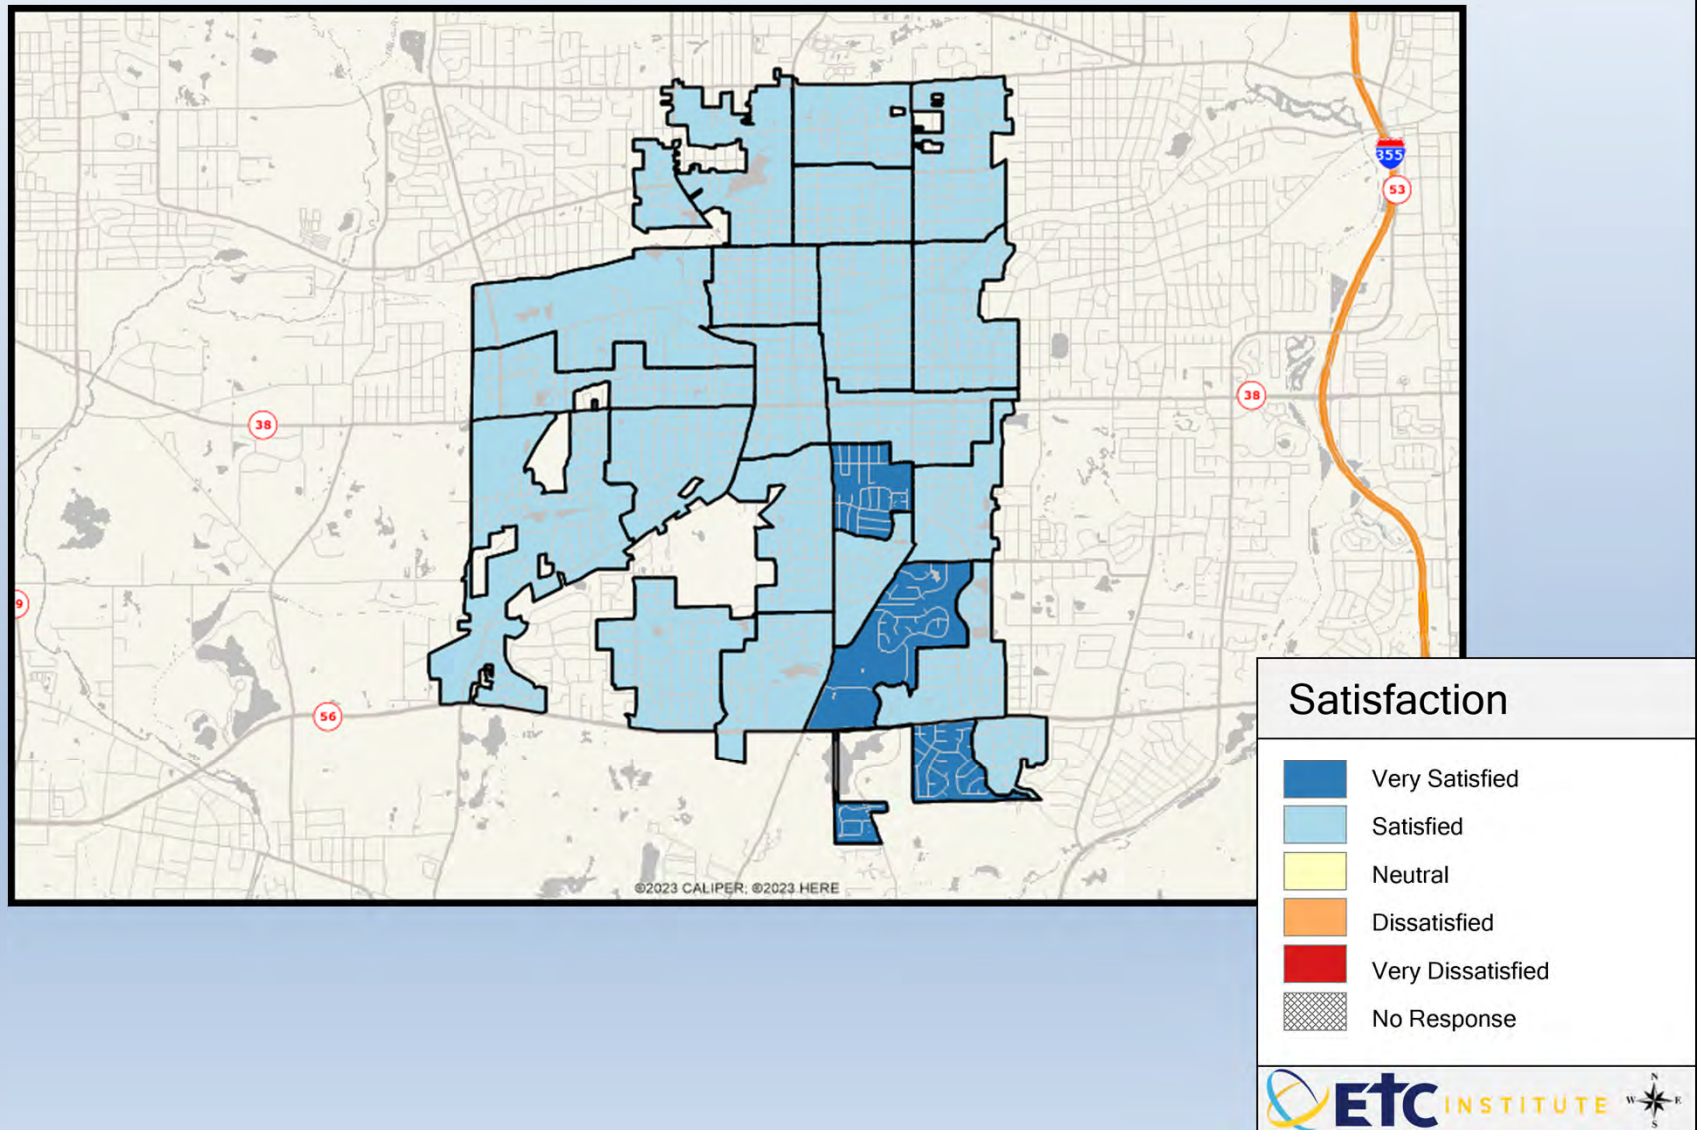 355
53
38
38
9
56
©2023 CALIPER; ©2023 HERE
Satisfaction
Very Satisfied
Satisfied
Neutral
Dissatisfied
Very Dissatisfied
No Response
N
W E
S
ETC INSTITUTE